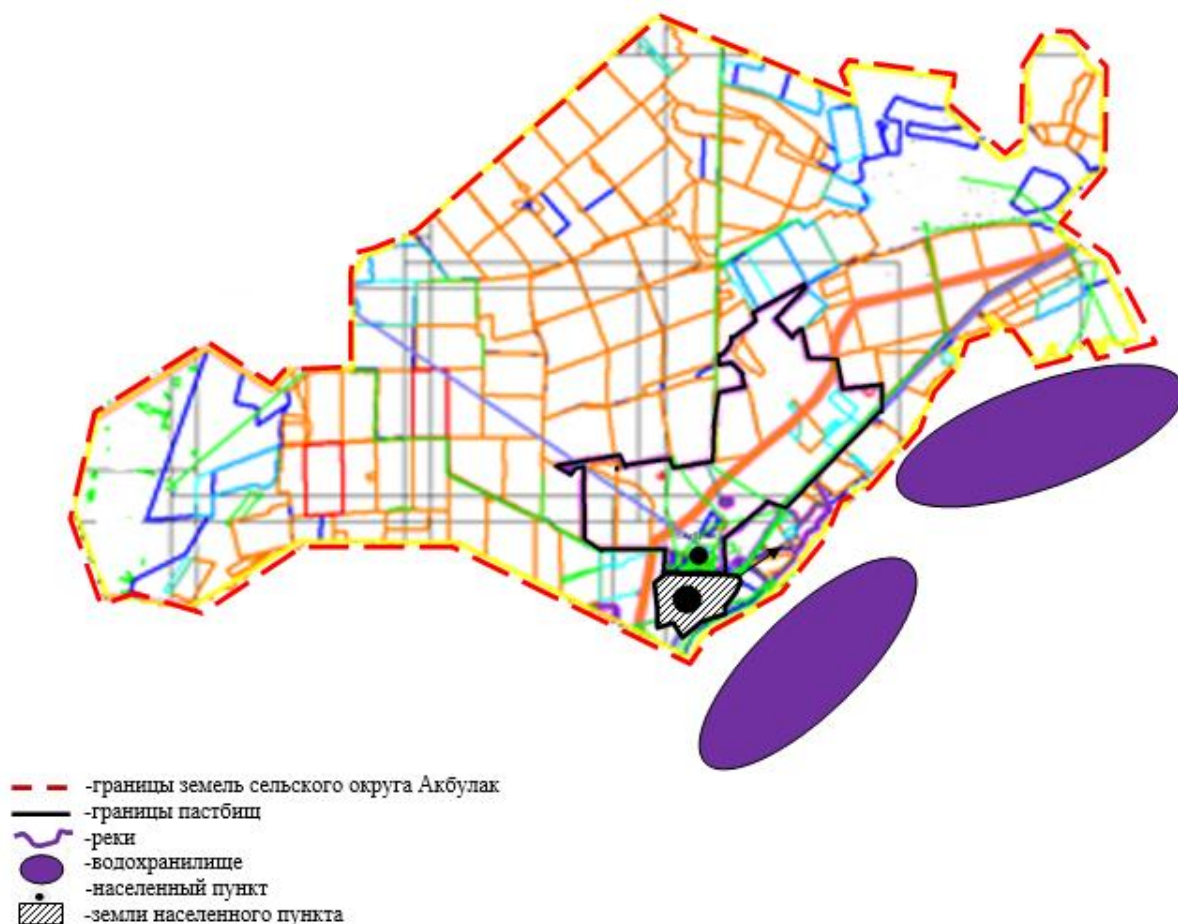 -границы земель сельского округа Акбулак
-границы пастбищ
-реки
-водохранилище
-населенный пункт
-земли населенного пункта